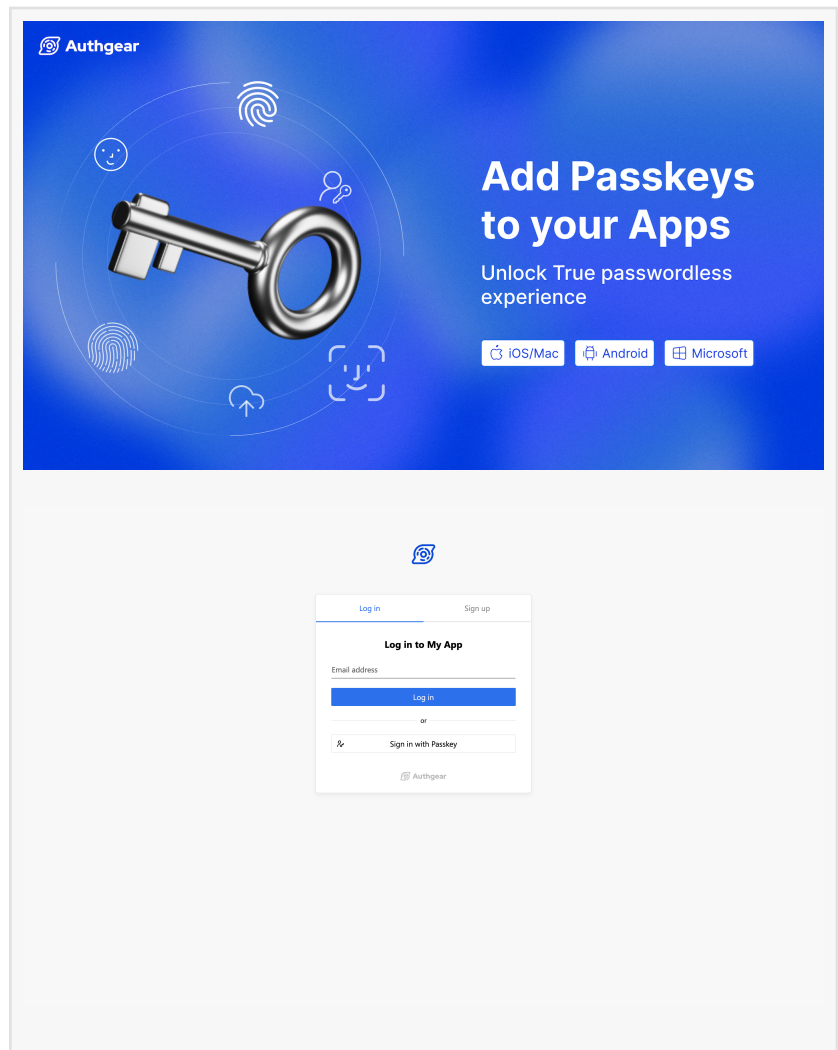 Authgear
Add Passkeys
to your Apps
Unlock True passwordless
experience
iOS/Mac Android Microsoft
Log in Sign up
Log in to My App
Email address
Log in
or
Sign in with Passkey
Authgear